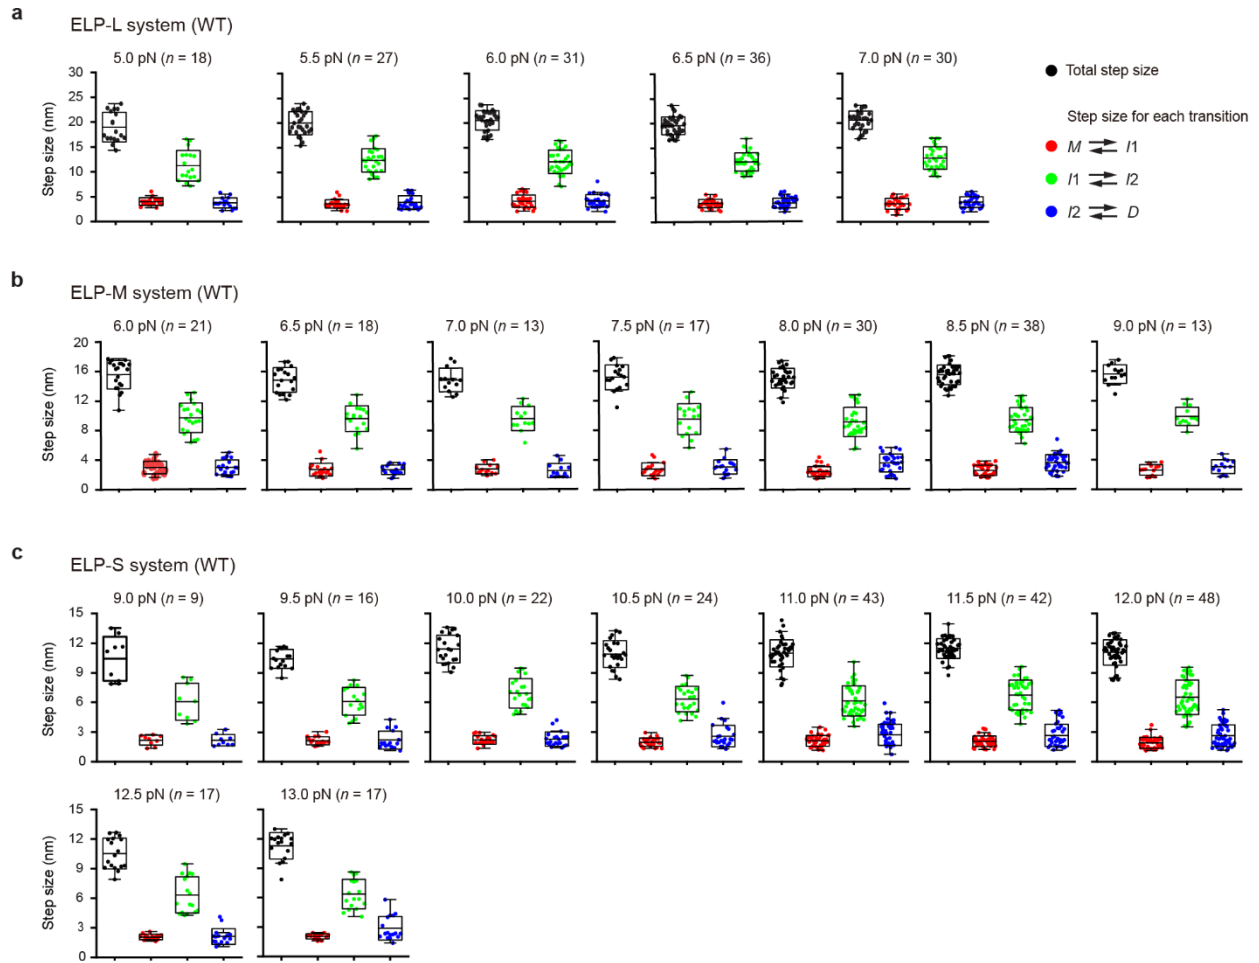 a
ELP-L system (WT)
5.0 pN (n = 18)
5.5 pN (n = 27)
6.0 pN (n = 31)
6.5 pN (n = 36)
7.0 pN (n = 30)
Step size (nm)
30
25
20
15
10
5
0
Total step size
Step size for each transition
M ⇌ I1
I1 ⇌ I2
I2 ⇌ D
b
ELP-M system (WT)
6.0 pN (n = 21)
6.5 pN (n = 18)
7.0 pN (n = 13)
7.5 pN (n = 17)
8.0 pN (n = 30)
8.5 pN (n = 38)
9.0 pN (n = 13)
Step size (nm)
20
16
12
8
4
0
c
ELP-S system (WT)
9.0 pN (n = 9)
9.5 pN (n = 16)
10.0 pN (n = 22)
10.5 pN (n = 24)
11.0 pN (n = 43)
11.5 pN (n = 42)
12.0 pN (n = 48)
Step size (nm)
15
12
9
6
3
0
12.5 pN (n = 17)
13.0 pN (n = 17)
Step size (nm)
15
12
9
6
3
0